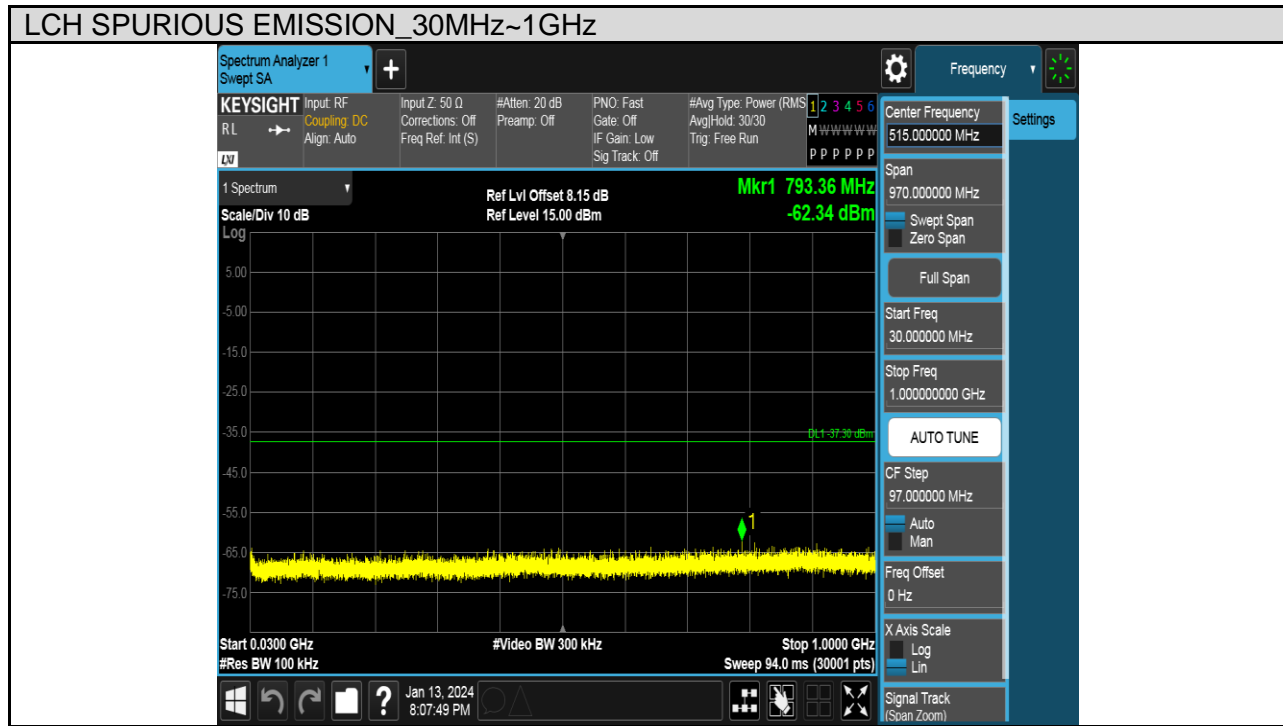 LCH SPURIOUS EMISSION_30MHz~1GHz
Spectrum Analyzer 1
Swept SA
+
Frequency
KEYSIGHT
RL
LXI
Input: RF
Coupling: DC
Align: Auto
Input Z: 50 Ω
Corrections: Off
Freq Ref: Int (S)
#Atten: 20 dB
Preamp: Off
PNO: Fast
Gate: Off
IF Gain: Low
Sig Track: Off
#Avg Type: Power (RMS
Avg|Hold: 30/30
Trig: Free Run
1 2 3 4 5 6
M W W W W W
P P P P P P
Center Frequency
515.000000 MHz
Settings
1 Spectrum
Scale/Div 10 dB
Ref Lvl Offset 8.15 dB
Ref Level 15.00 dBm
Mkr1 793.36 MHz
-62.34 dBm
Log
5.00
-5.00
-15.0
-25.0
-35.0
DL1 -37.30 dBm
-45.0
-55.0
1
-65.0
-75.0
Start 0.0300 GHz
#Res BW 100 kHz
#Video BW 300 kHz
Stop 1.0000 GHz
Sweep 94.0 ms (30001 pts)
Span
970.000000 MHz
Swept Span
Zero Span
Full Span
Start Freq
30.000000 MHz
Stop Freq
1.000000000 GHz
AUTO TUNE
CF Step
97.000000 MHz
Auto
Man
Freq Offset
0 Hz
X Axis Scale
Log
Lin
Signal Track
(Span Zoom)
?
Jan 13, 2024
8:07:49 PM